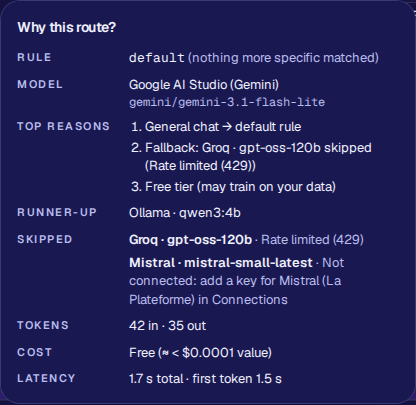 Why this route?
RULE default (nothing more specific matched)
MODEL Google AI Studio (Gemini)
gemini/gemini-3.1-flash-lite
TOP REASONS 1. General chat → default rule
2. Fallback: Groq · gpt-oss-120b skipped
(Rate limited (429))
3. Free tier (may train on your data)
RUNNER-UP Ollama · qwen3:4b
SKIPPED Groq · gpt-oss-120b · Rate limited (429)
Mistral · mistral-small-latest · Not
connected: add a key for Mistral (La
Plateforme) in Connections
TOKENS 42 in · 35 out
COST Free (≈ < $0.0001 value)
LATENCY 1.7 s total · first token 1.5 s